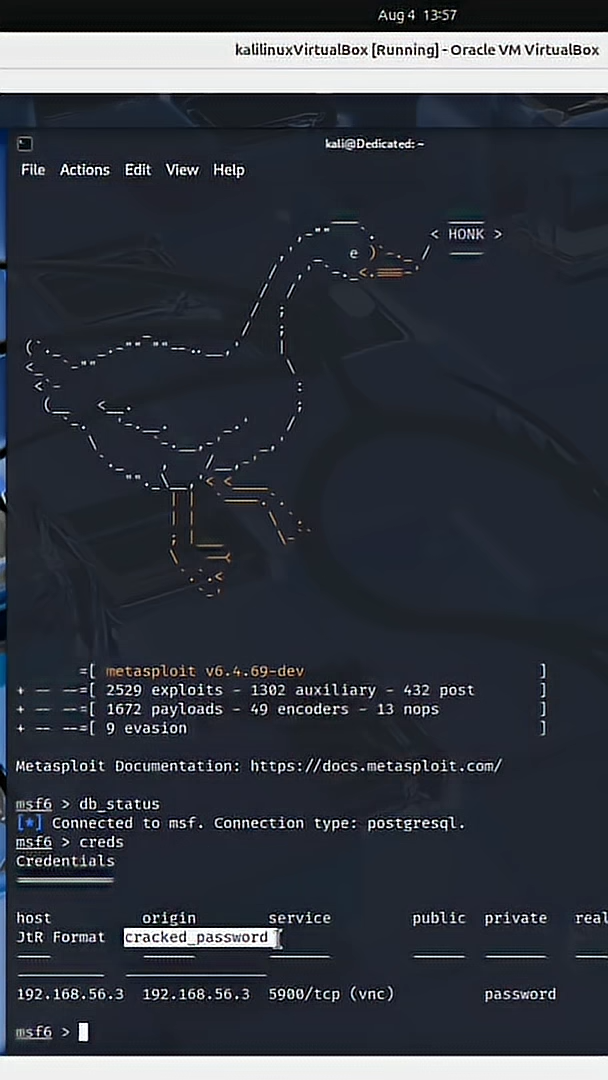 Aug 4 13:57
kalilinuxVirtualBox [Running] - Oracle VM VirtualBox
kali@Dedicated: ~
File Actions Edit View Help
< HONK >
=[ metasploit v6.4.69-dev ]
+ -- --=[ 2529 exploits - 1302 auxiliary - 432 post ]
+ -- --=[ 1672 payloads - 49 encoders - 13 nops ]
+ -- --=[ 9 evasion ]
Metasploit Documentation: https://docs.metasploit.com/
msf6 > db_status
[*] Connected to msf. Connection type: postgresql.
msf6 > creds
Credentials
host origin service public private real
JtR Format cracked_password
192.168.56.3 192.168.56.3 5900/tcp (vnc) password
msf6 >